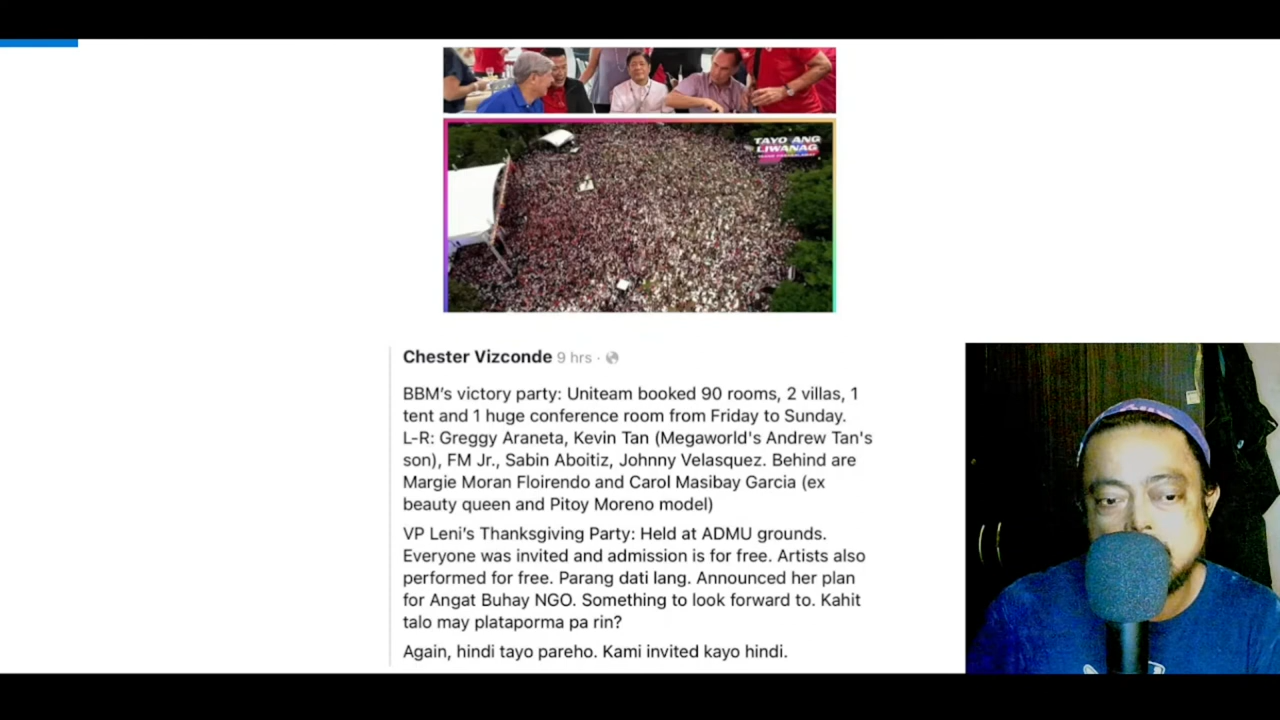 TAYO ANG
LIWANAG
Chester Vizconde 9 hrs ·
BBM's victory party: Uniteam booked 90 rooms, 2 villas, 1
tent and 1 huge conference room from Friday to Sunday.
L-R: Greggy Araneta, Kevin Tan (Megaworld's Andrew Tan's
son), FM Jr., Sabin Aboitiz, Johnny Velasquez. Behind are
Margie Moran Floirendo and Carol Masibay Garcia (ex
beauty queen and Pitoy Moreno model)
VP Leni's Thanksgiving Party: Held at ADMU grounds.
Everyone was invited and admission is for free. Artists also
performed for free. Parang dati lang. Announced her plan
for Angat Buhay NGO. Something to look forward to. Kahit
talo may plataporma pa rin?
Again, hindi tayo pareho. Kami invited kayo hindi.